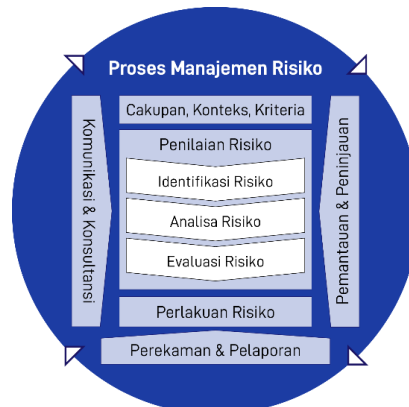 Proses Manajemen Risiko
Cakupan, Konteks, Kriteria
Komunikasi & Konsultansi
Penilaian Risiko
Identifikasi Risiko
Analisa Risiko
Evaluasi Risiko
Pemantauan & Peninjauan
Perlakuan Risiko
Perekaman & Pelaporan